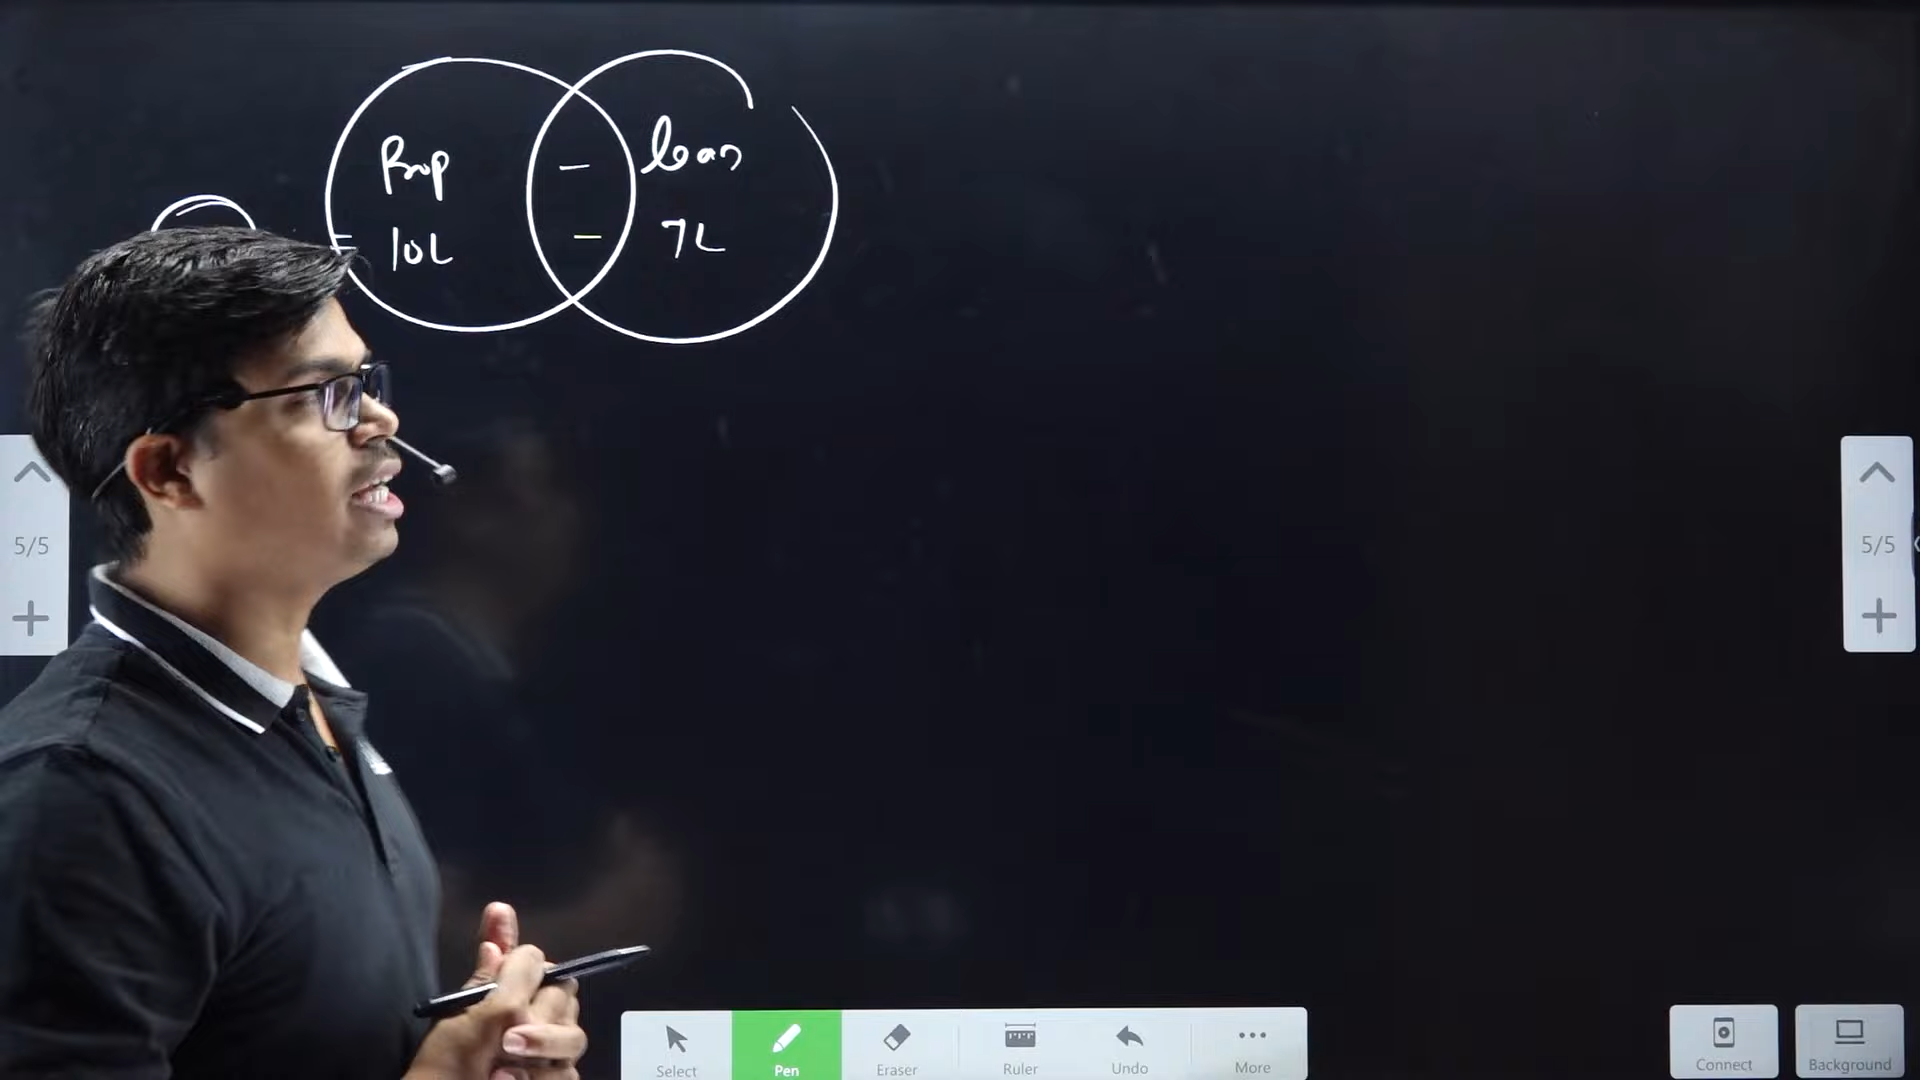 Prop - loan
= 10L - 7L
5/5
5/5
Select
Pen
Eraser
Ruler
Undo
More
Connect
Background